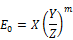 E₀ = X(Y/Z)ᵐ